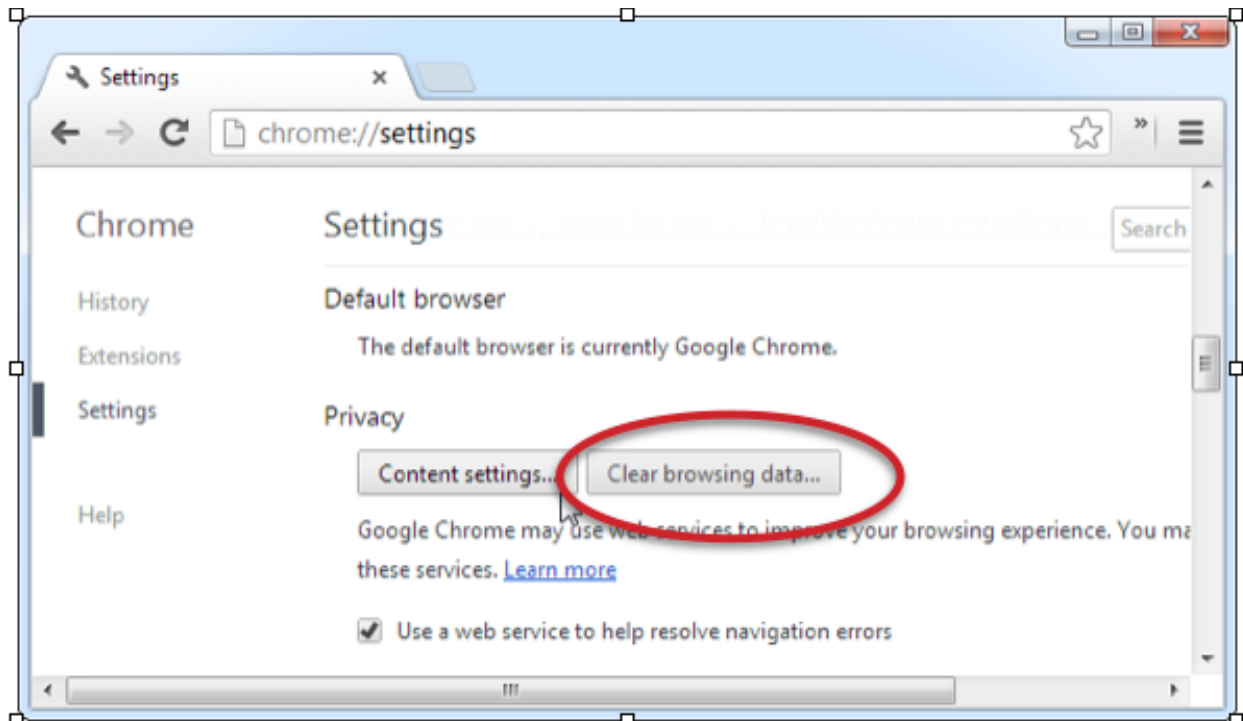 Settings
chrome://settings
Chrome
Settings
Search
History
Extensions
Settings
Help
Default browser
The default browser is currently Google Chrome.
Privacy
Content settings...
Clear browsing data...
Google Chrome may use web services to improve your browsing experience. You ma
these services. Learn more
Use a web service to help resolve navigation errors